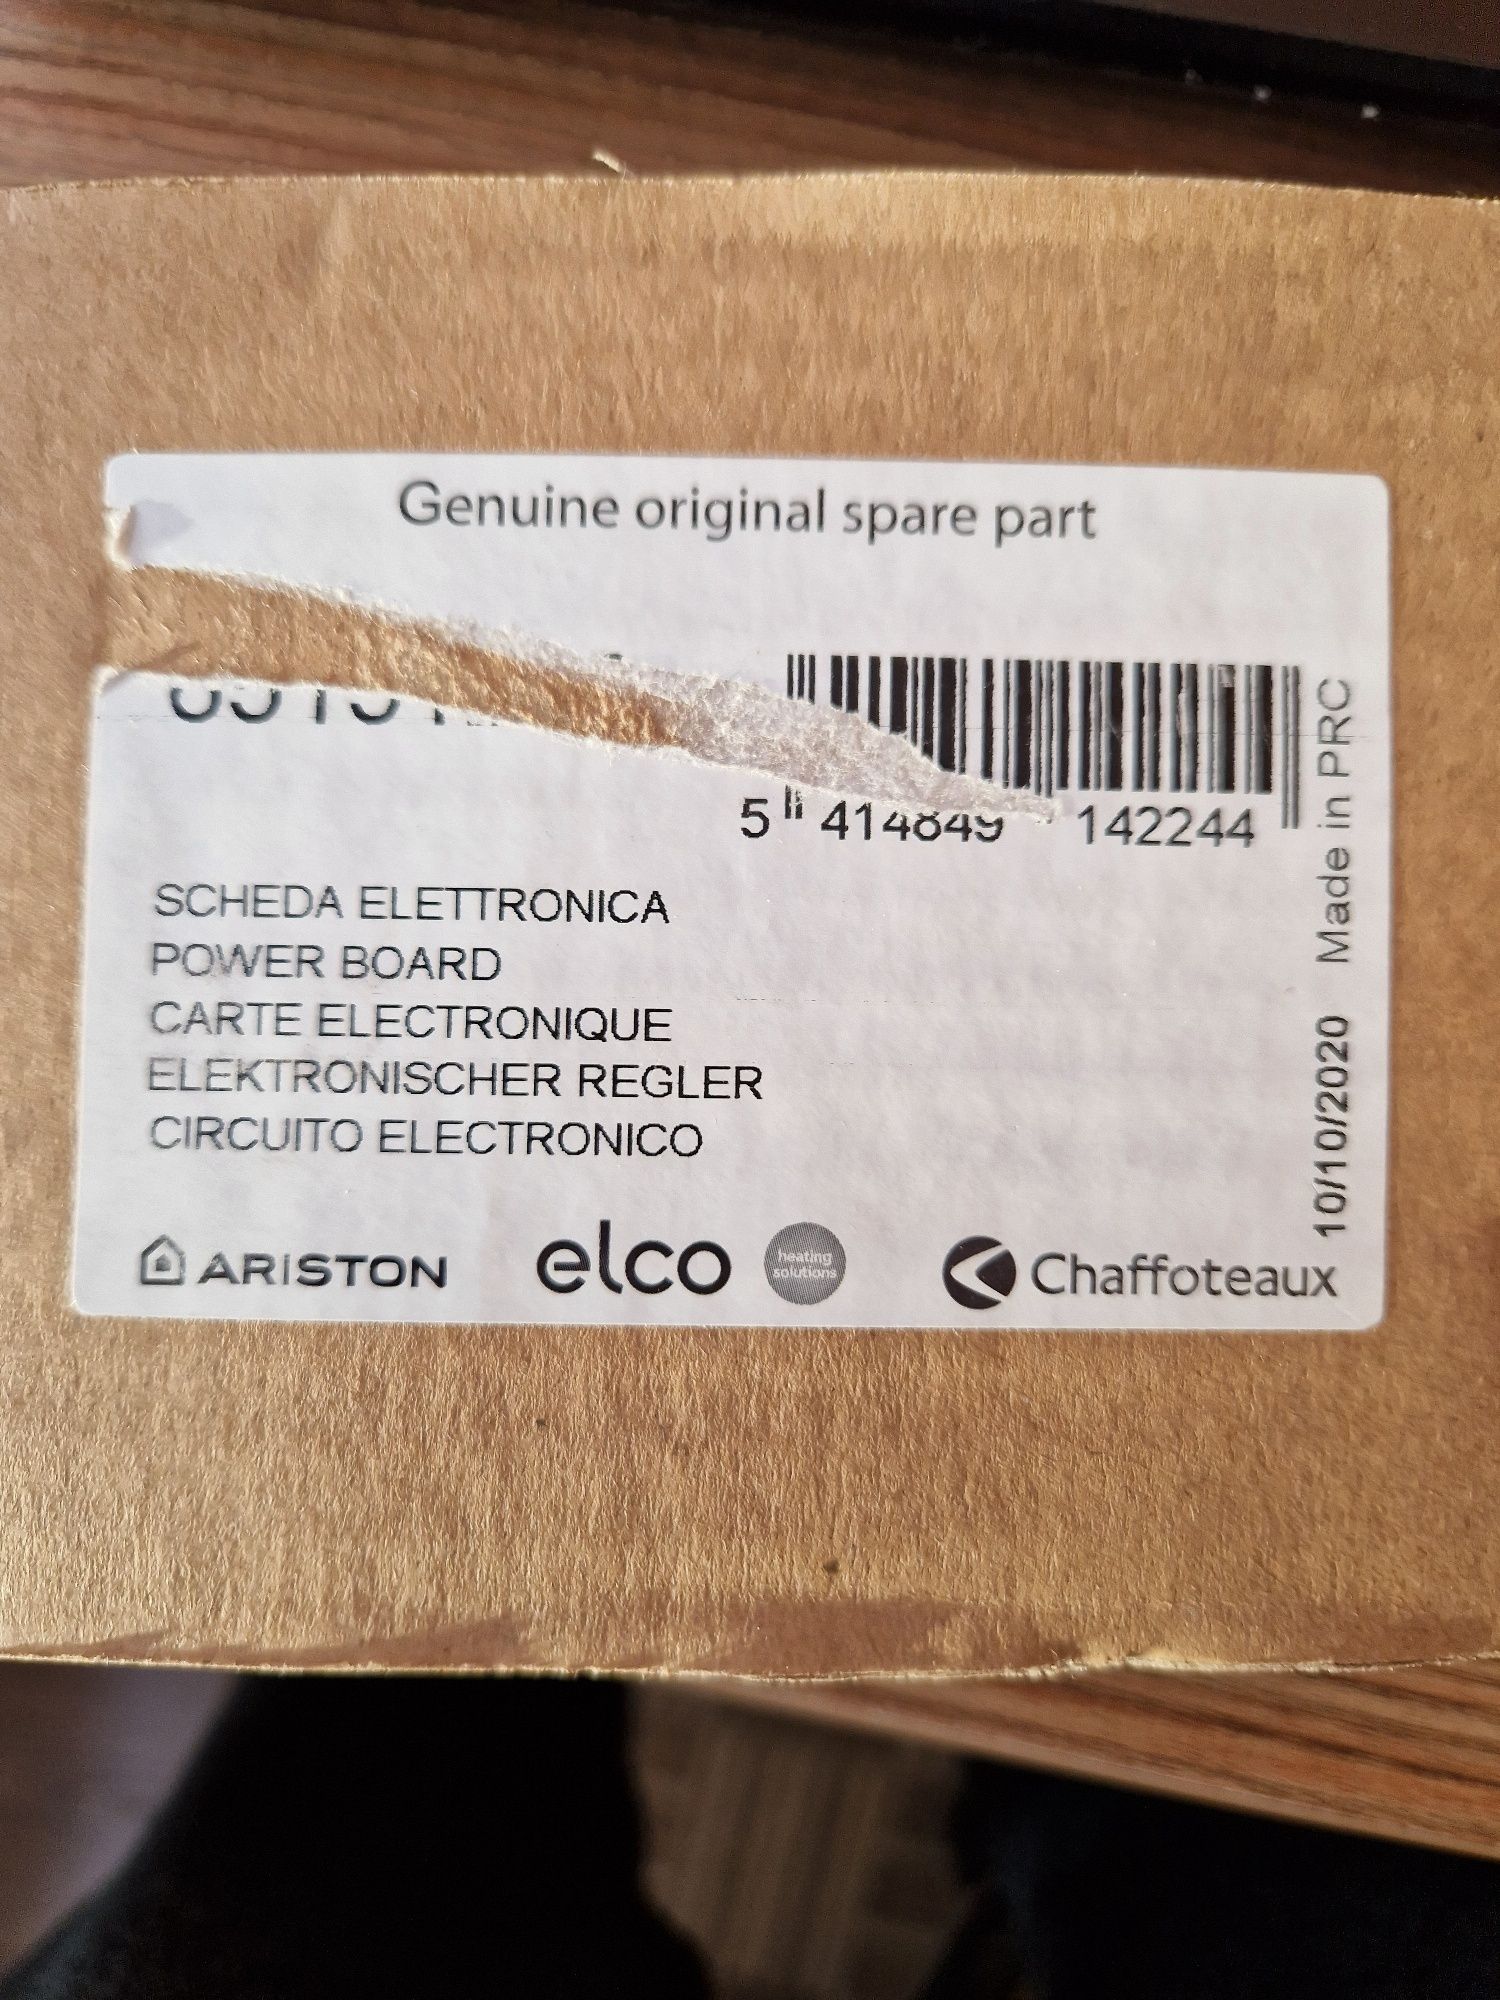 Genuine original spare part
5 414849 142244
SCHEDA ELETTRONICA
POWER BOARD
CARTE ELECTRONIQUE
ELEKTRONISCHER REGLER
CIRCUITO ELECTRONICO
ARISTON
elco
heating
solutions
Chaffoteaux
10/10/2020 Made in PRC